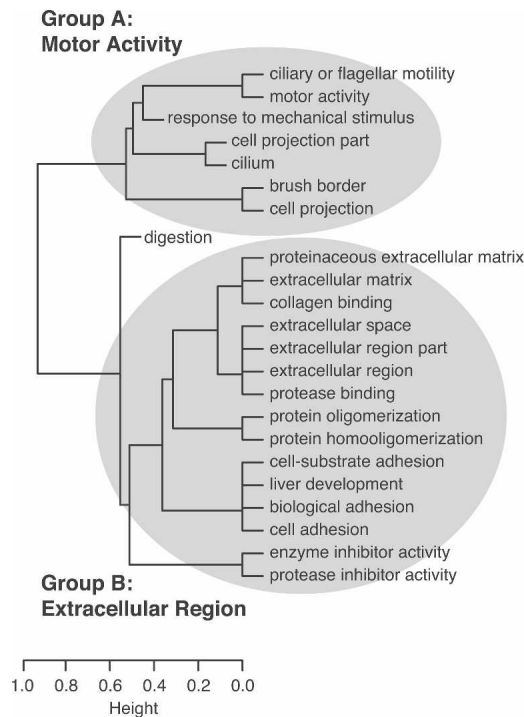 Group A:
Motor Activity
ciliary or flagellar motility
motor activity
response to mechanical stimulus
cell projection part
cilium
brush border
cell projection
digestion
proteinaceous extracellular matrix
extracellular matrix
collagen binding
extracellular space
extracellular region part
extracellular region
protease binding
protein oligomerization
protein homooligomerization
cell-substrate adhesion
liver development
biological adhesion
cell adhesion
enzyme inhibitor activity
protease inhibitor activity
Group B:
Extracellular Region
1.0 0.8 0.6 0.4 0.2 0.0
Height